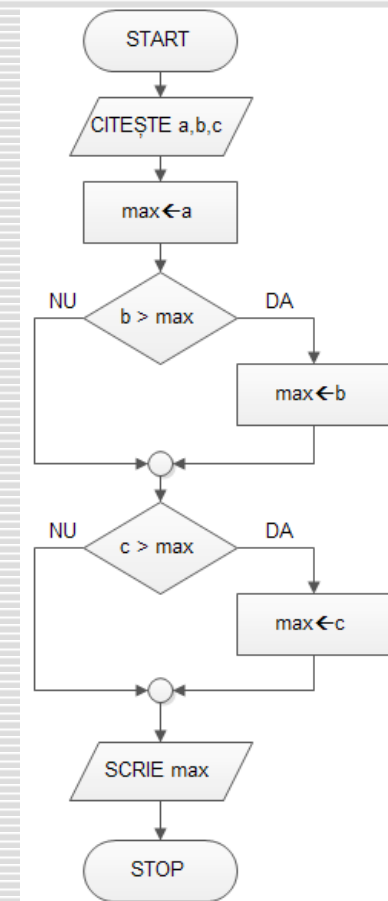 START
CITEȘTE a,b,c
max←a
NU
DA
b > max
max←b
NU
DA
c > max
max←c
SCRIE max
STOP